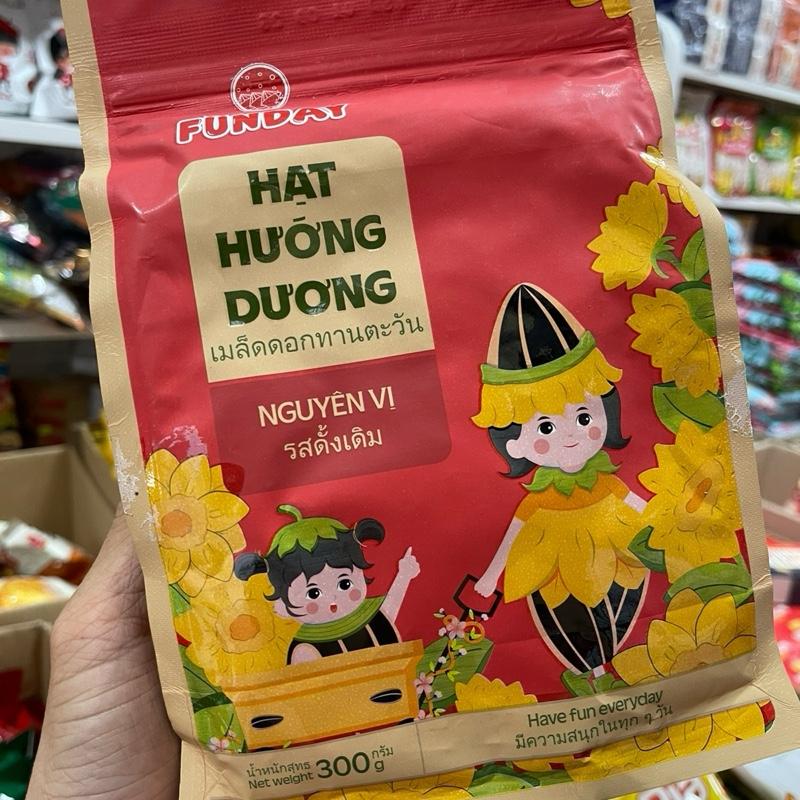 FUNDAY
HẠT
HƯỚNG
DƯƠNG
เมล็ดดอกทานตะวัน
NGUYÊN VỊ
รสดั้งเดิม
Have fun everyday
มีความสนุกในทุก ๆ วัน
น้ำหนักสุทธิ 300 กรัม
Net weight 300 g